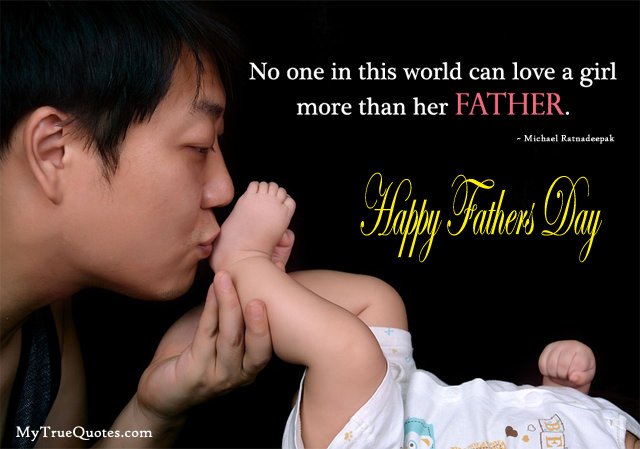 No one in this world can love a girl
more than her FATHER.
~ Michael Ratnadeepak
Happy Fathers Day
MyTrueQuotes.com